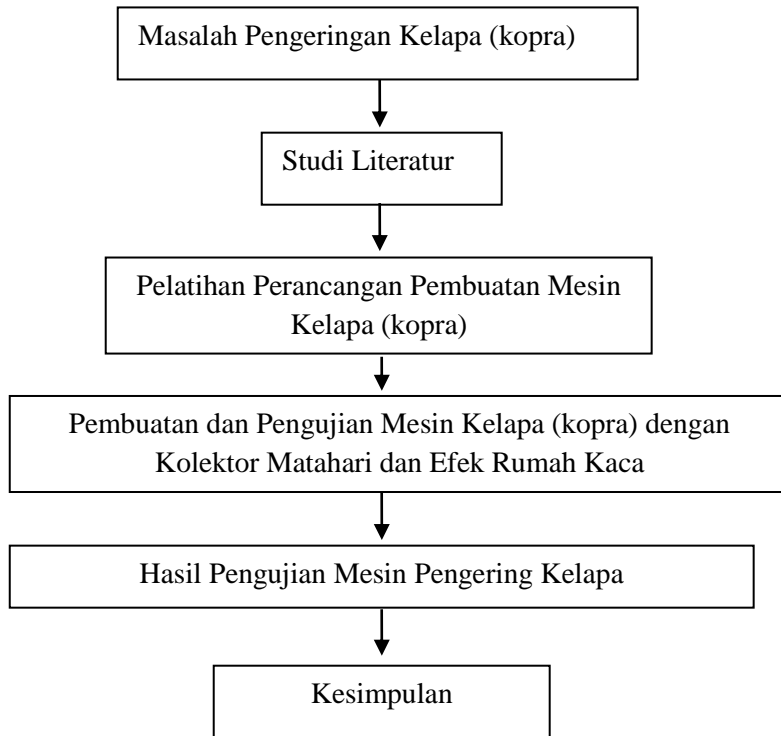 Masalah Pengeringan Kelapa (kopra)
Studi Literatur
Pelatihan Perancangan Pembuatan Mesin
Kelapa (kopra)
Pembuatan dan Pengujian Mesin Kelapa (kopra) dengan
Kolektor Matahari dan Efek Rumah Kaca
Hasil Pengujian Mesin Pengering Kelapa
Kesimpulan